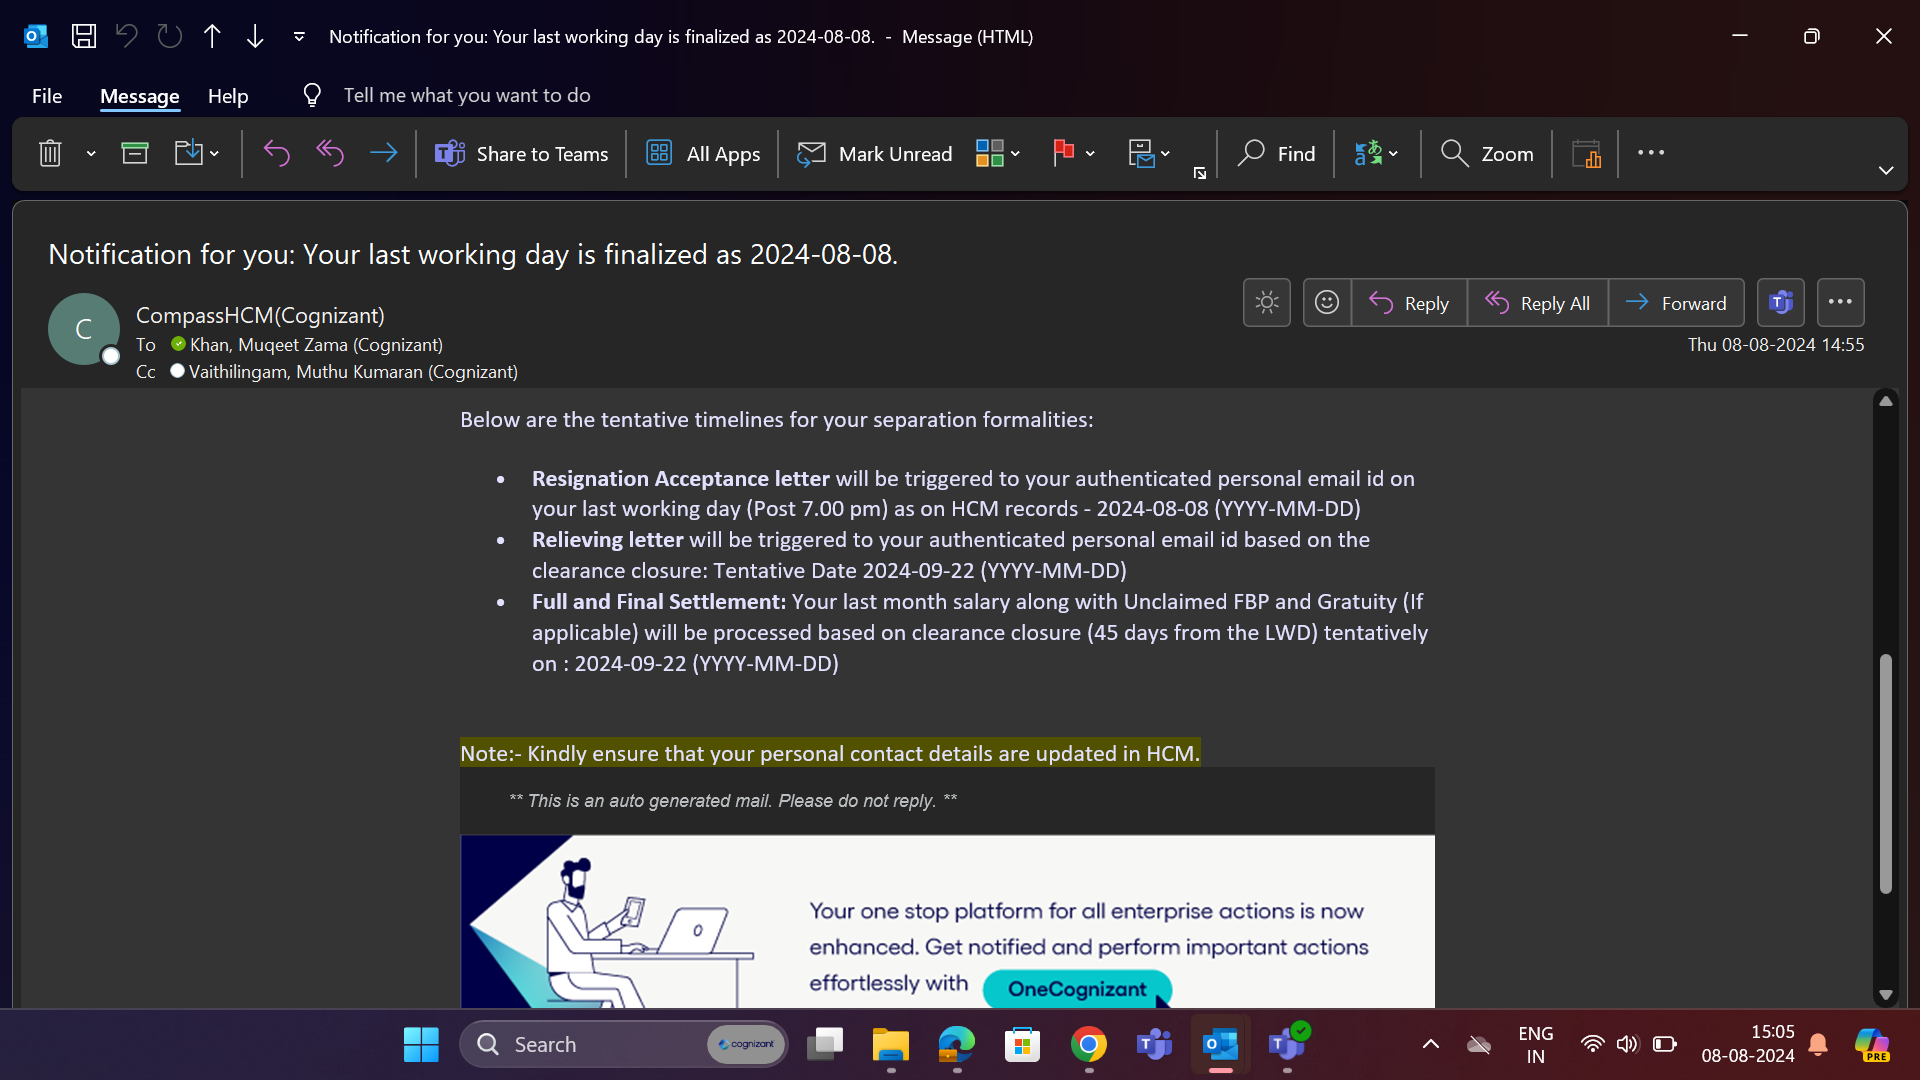 Notification for you: Your last working day is finalized as 2024-08-08. - Message (HTML)
File Message Help Tell me what you want to do
Share to Teams All Apps Mark Unread Find Zoom
Notification for you: Your last working day is finalized as 2024-08-08.
C
CompassHCM(Cognizant)
To Khan, Muqeet Zama (Cognizant)
Cc Vaithilingam, Muthu Kumaran (Cognizant)
Reply Reply All Forward
Thu 08-08-2024 14:55
Below are the tentative timelines for your separation formalities:
• Resignation Acceptance letter will be triggered to your authenticated personal email id on
your last working day (Post 7.00 pm) as on HCM records - 2024-08-08 (YYYY-MM-DD)
• Relieving letter will be triggered to your authenticated personal email id based on the
clearance closure: Tentative Date 2024-09-22 (YYYY-MM-DD)
• Full and Final Settlement: Your last month salary along with Unclaimed FBP and Gratuity (If
applicable) will be processed based on clearance closure (45 days from the LWD) tentatively
on : 2024-09-22 (YYYY-MM-DD)
Note:- Kindly ensure that your personal contact details are updated in HCM.
** This is an auto generated mail. Please do not reply. **
Your one stop platform for all enterprise actions is now
enhanced. Get notified and perform important actions
effortlessly with OneCognizant
Search cognizant
ENG
IN
15:05
08-08-2024
PRE